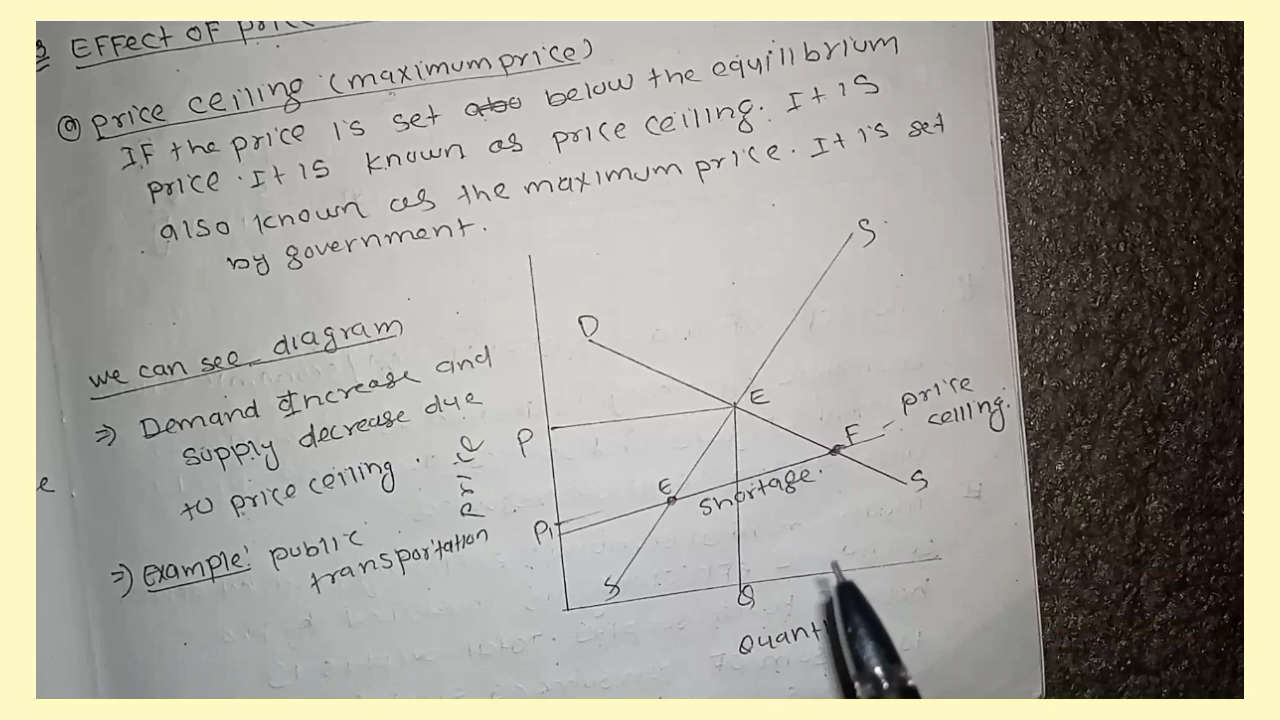 Effect of
ⓐ price ceiling (maximum price)
If the price is set below the equilibrium
price. It is known as price ceiling. It is
also known as the maximum price. It is set
by government.
we can see diagram
⇒ Demand Increase and
supply decrease due
to price ceiling.
⇒ Example: public
transportation
Price
D
S
E
P
F
price
ceiling.
E
shortage.
S
P1
S
Q